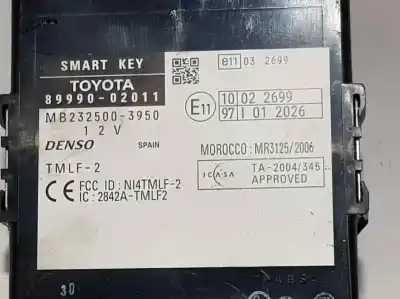 SMART KEY
TOYOTA
89990-02011
MB232500-3950
12V
DENSO SPAIN
TMLF-2
CE FCC ID: NI4TMLF-2
IC: 2842A-TMLF2
e11 03 2699
E11
10 02 2699
97 I 01 2026
MOROCCO: MR3125/2006
ICASA
TA-2004/345
APPROVED
30
ABS